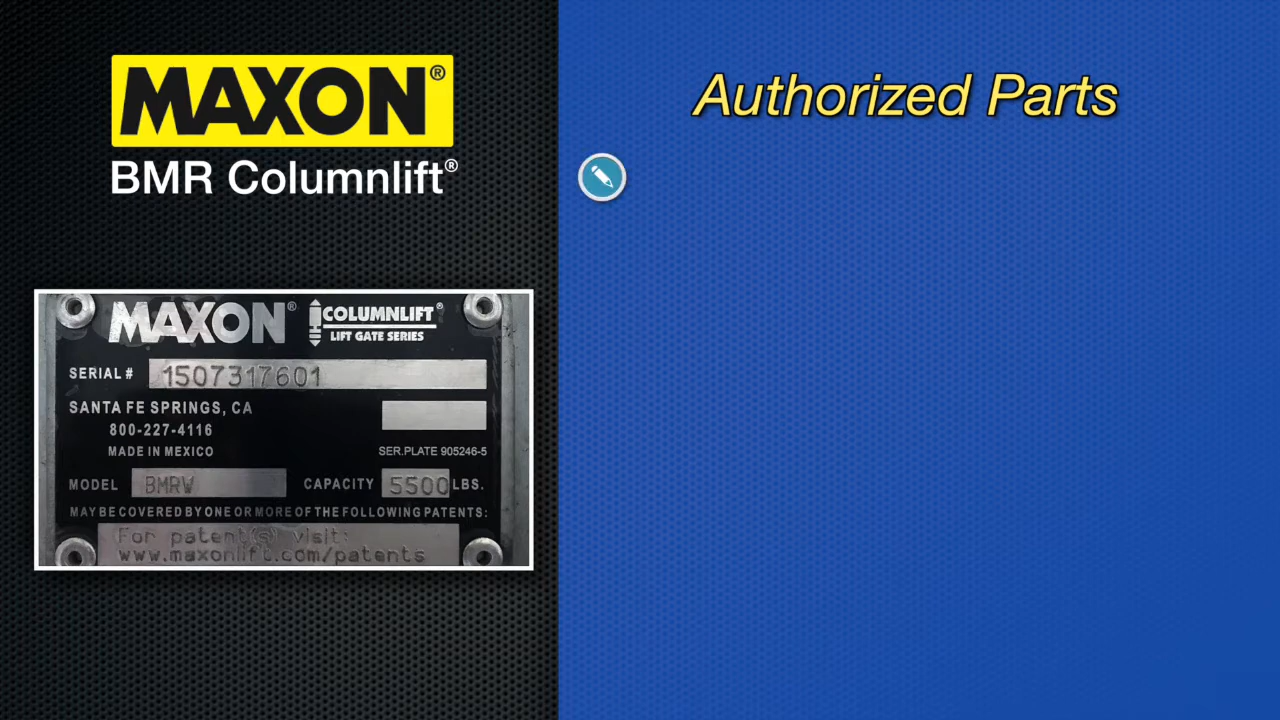 MAXON®
BMR Columnlift®
Authorized Parts
MAXON® COLUMNLIFT®
LIFT GATE SERIES
SERIAL # 1507317601
SANTA FE SPRINGS, CA
800-227-4116
MADE IN MEXICO
SER.PLATE 905246-5
MODEL BMRW CAPACITY 5500 LBS.
MAY BE COVERED BY ONE OR MORE OF THE FOLLOWING PATENTS:
For patent(s) visit:
www.maxonlift.com/patents